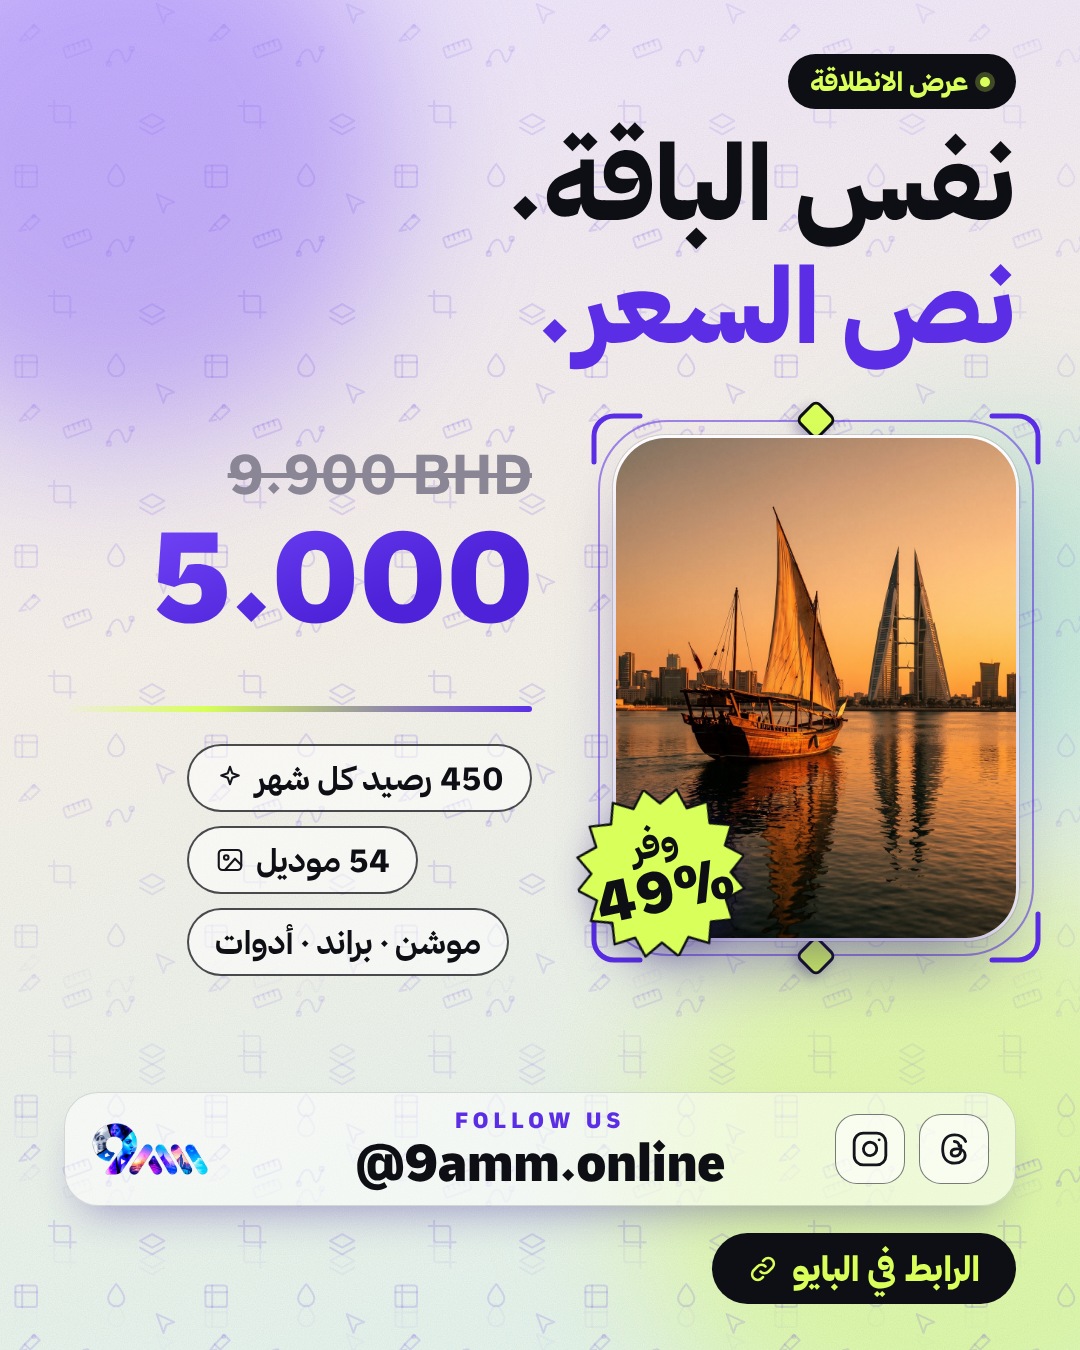 عرض الانطلاقة
نفس الباقة.
نص السعر.
9.900 BHD
5.000
450 رصيد كل شهر
54 موديل
موشن · براند · أدوات
وفر
49%
9amm
FOLLOW US
@9amm.online
الرابط في البايو